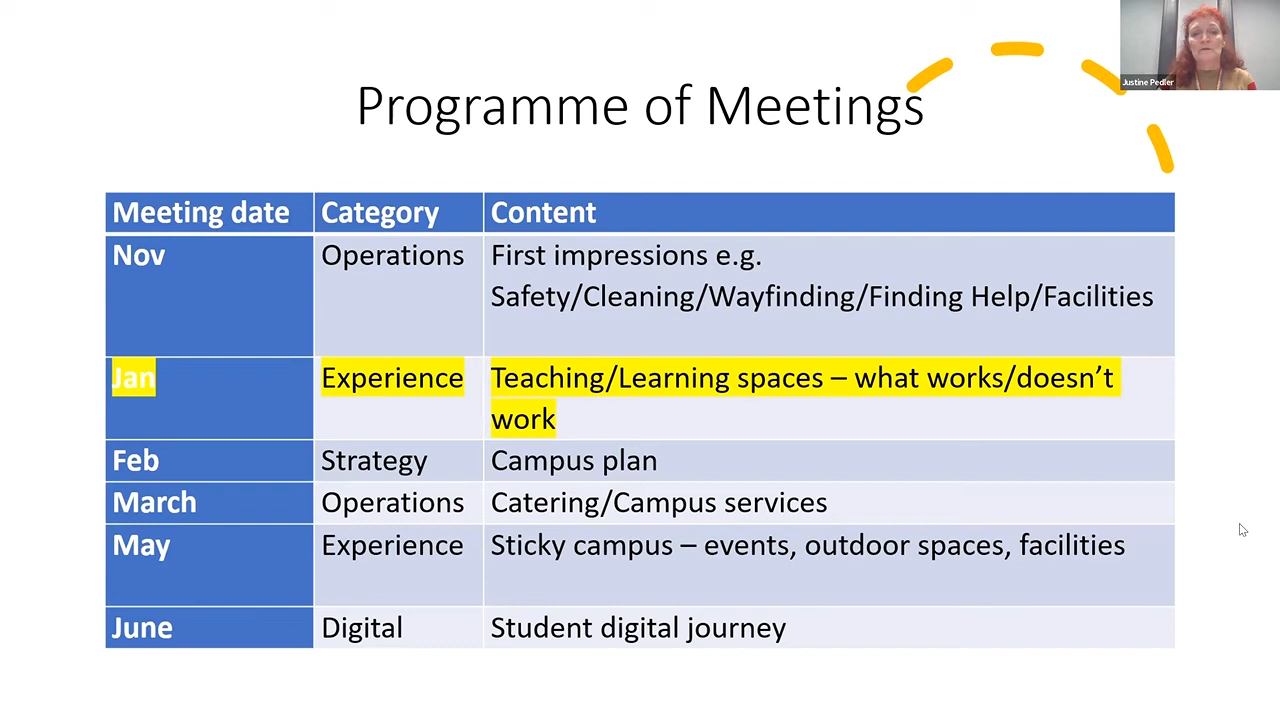 Justine Pedler
Programme of Meetings
Meeting date Category Content
Nov Operations First impressions e.g.
Safety/Cleaning/Wayfinding/Finding Help/Facilities
Jan Experience Teaching/Learning spaces – what works/doesn’t
work
Feb Strategy Campus plan
March Operations Catering/Campus services
May Experience Sticky campus – events, outdoor spaces, facilities
June Digital Student digital journey